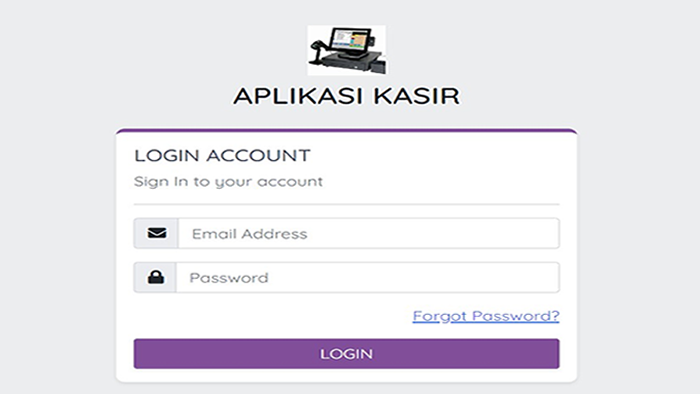 APLIKASI KASIR
LOGIN ACCOUNT
Sign In to your account
Email Address
Password
Forgot Password?
LOGIN